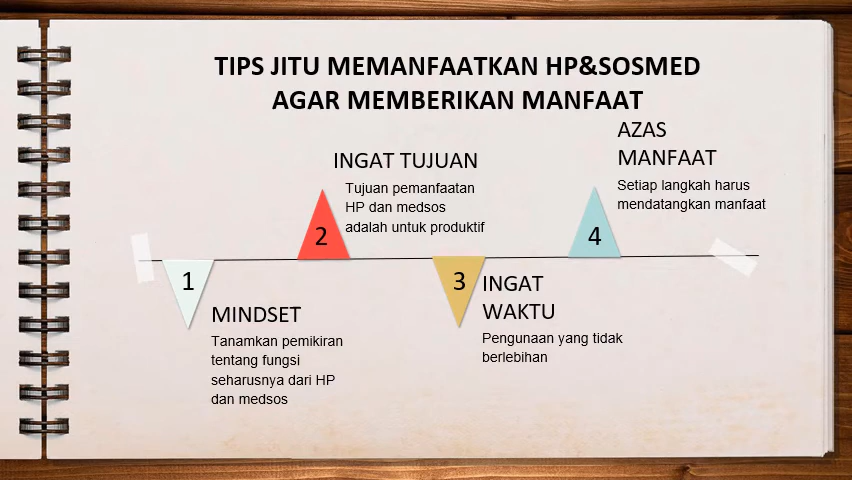 TIPS JITU MEMANFAATKAN HP&SOSMED
AGAR MEMBERIKAN MANFAAT
1
MINDSET
Tanamkan pemikiran
tentang fungsi
seharusnya dari HP
dan medsos
2
INGAT TUJUAN
Tujuan pemanfaatan
HP dan medsos
adalah untuk produktif
3
INGAT
WAKTU
Pengunaan yang tidak
berlebihan
4
AZAS
MANFAAT
Setiap langkah harus
mendatangkan manfaat